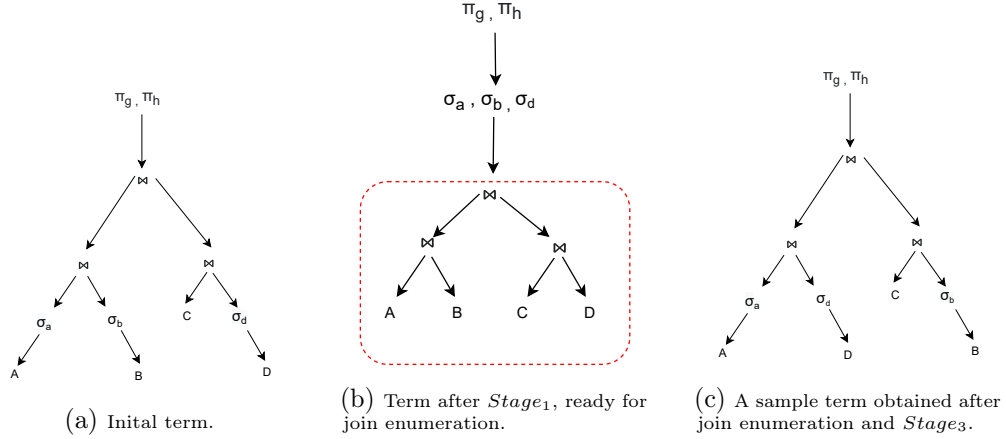 π_g , π_h
⋈
⋈ ⋈
σ_a σ_b C σ_d
A B D
(a) Inital term.
π_g , π_h
σ_a , σ_b , σ_d
⋈
⋈ ⋈
A B C D
(b) Term after Stage_1, ready for
join enumeration.
π_g , π_h
⋈
⋈ ⋈
σ_a σ_d C σ_b
A D B
(c) A sample term obtained after
join enumeration and Stage_3.